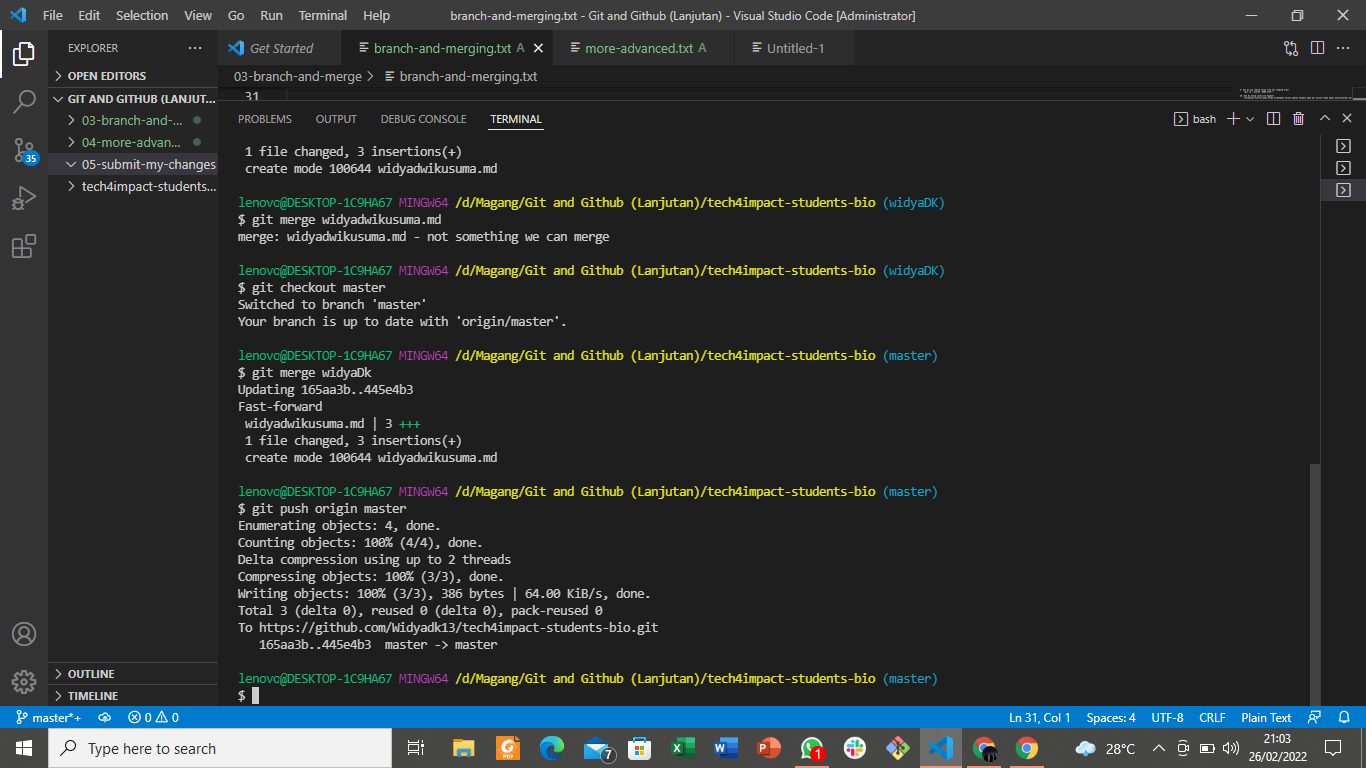 File Edit Selection View Go Run Terminal Help
branch-and-merging.txt - Git and Github (Lanjutan) - Visual Studio Code [Administrator]
EXPLORER
Get Started
branch-and-merging.txt A
more-advanced.txt A
Untitled-1
OPEN EDITORS
03-branch-and-merge > branch-and-merging.txt
GIT AND GITHUB (LANJUT...
03-branch-and-...
04-more-advan...
05-submit-my-changes
tech4impact-students...
35
31
PROBLEMS OUTPUT DEBUG CONSOLE TERMINAL
bash
1 file changed, 3 insertions(+)
create mode 100644 widyadwikusuma.md
lenovo@DESKTOP-1C9HA67 MINGW64 /d/Magang/Git and Github (Lanjutan)/tech4impact-students-bio (widyaDK)
$ git merge widyadwikusuma.md
merge: widyadwikusuma.md - not something we can merge
lenovo@DESKTOP-1C9HA67 MINGW64 /d/Magang/Git and Github (Lanjutan)/tech4impact-students-bio (widyaDK)
$ git checkout master
Switched to branch 'master'
Your branch is up to date with 'origin/master'.
lenovo@DESKTOP-1C9HA67 MINGW64 /d/Magang/Git and Github (Lanjutan)/tech4impact-students-bio (master)
$ git merge widyaDk
Updating 165aa3b..445e4b3
Fast-forward
widyadwikusuma.md | 3 +++
1 file changed, 3 insertions(+)
create mode 100644 widyadwikusuma.md
lenovo@DESKTOP-1C9HA67 MINGW64 /d/Magang/Git and Github (Lanjutan)/tech4impact-students-bio (master)
$ git push origin master
Enumerating objects: 4, done.
Counting objects: 100% (4/4), done.
Delta compression using up to 2 threads
Compressing objects: 100% (3/3), done.
Writing objects: 100% (3/3), 386 bytes | 64.00 KiB/s, done.
Total 3 (delta 0), reused 0 (delta 0), pack-reused 0
To https://github.com/Widyadk13/tech4impact-students-bio.git
165aa3b..445e4b3 master -> master
lenovo@DESKTOP-1C9HA67 MINGW64 /d/Magang/Git and Github (Lanjutan)/tech4impact-students-bio (master)
$
OUTLINE
TIMELINE
master*+ 0 0
Ln 31, Col 1 Spaces: 4 UTF-8 CRLF Plain Text
Type here to search
7
1
28°C
21:03
26/02/2022